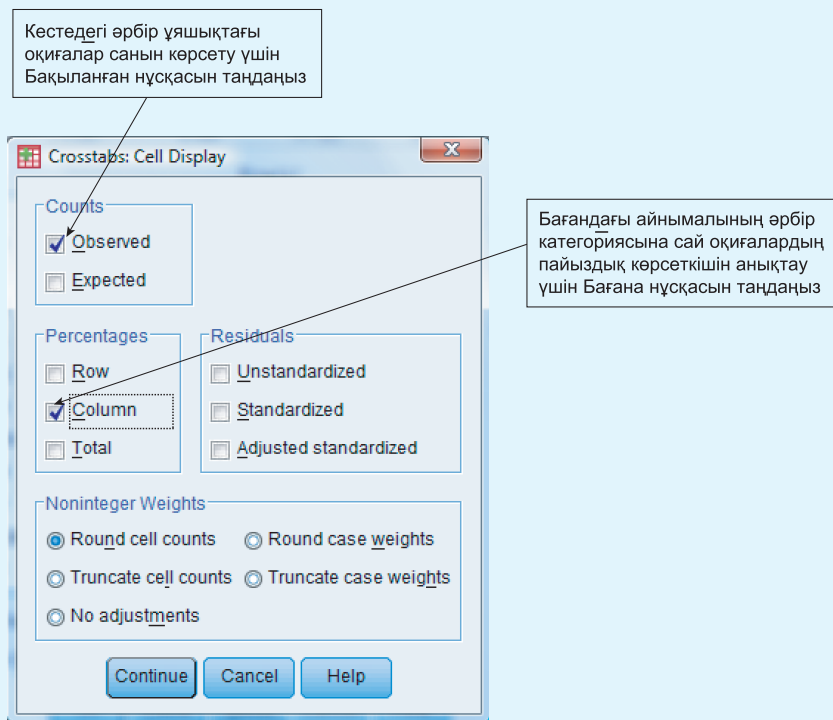 Кестедегі әрбір ұяшықтағы
оқиғалар санын көрсету үшін
Бақыланған нұсқасын таңдаңыз
Crosstabs: Cell Display
Counts
Observed
Expected
Бағандағы айнымалының әрбір
категориясына сай оқиғалардың
пайыздық көрсеткішін анықтау
үшін Бағана нұсқасын таңдаңыз
Percentages
Row
Column
Total
Residuals
Unstandardized
Standardized
Adjusted standardized
Noninteger Weights
Round cell counts Round case weights
Truncate cell counts Truncate case weights
No adjustments
Continue Cancel Help